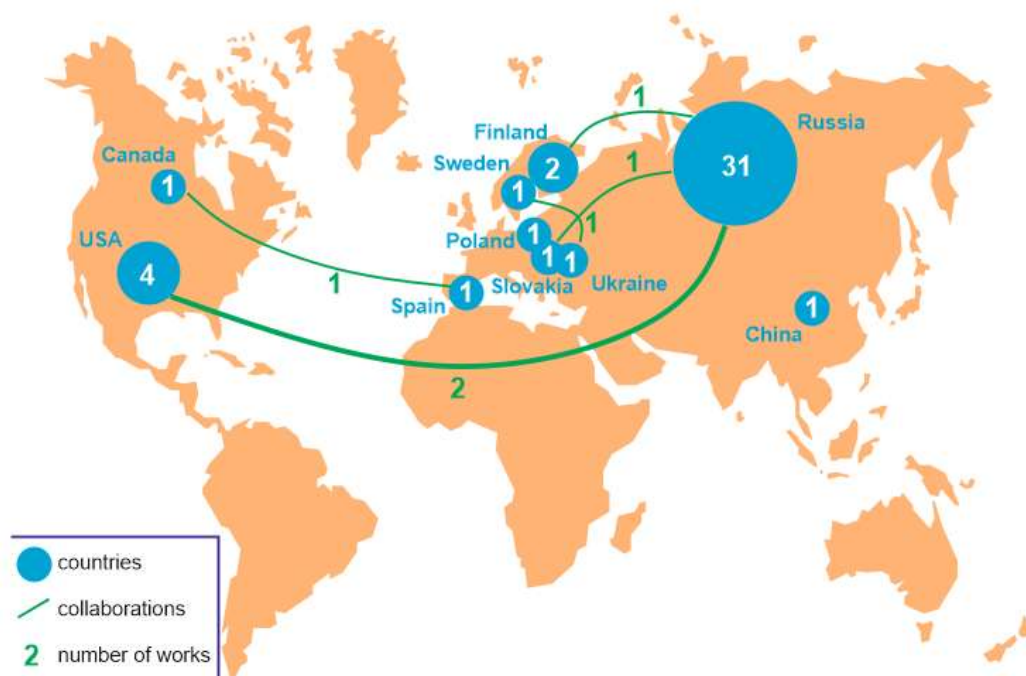 1
Finland
Russia
Canada
Sweden
1
2
31
1
1
1
USA
Poland
1
1
1
4
1
Spain
1
Slovakia
Ukraine
1
China
2
countries
collaborations
2 number of works